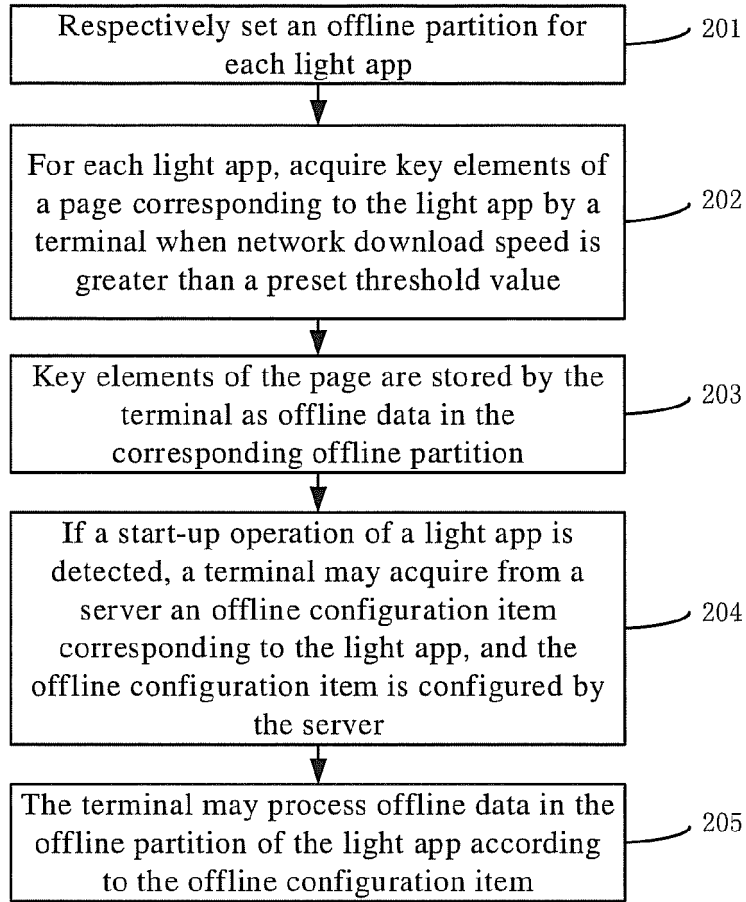 Respectively set an offline partition for
each light app
201
For each light app, acquire key elements of
a page corresponding to the light app by a
terminal when network download speed is
greater than a preset threshold value
202
Key elements of the page are stored by the
terminal as offline data in the
corresponding offline partition
203
If a start-up operation of a light app is
detected, a terminal may acquire from a
server an offline configuration item
corresponding to the light app, and the
offline configuration item is configured by
the server
204
The terminal may process offline data in the
offline partition of the light app according
to the offline configuration item
205